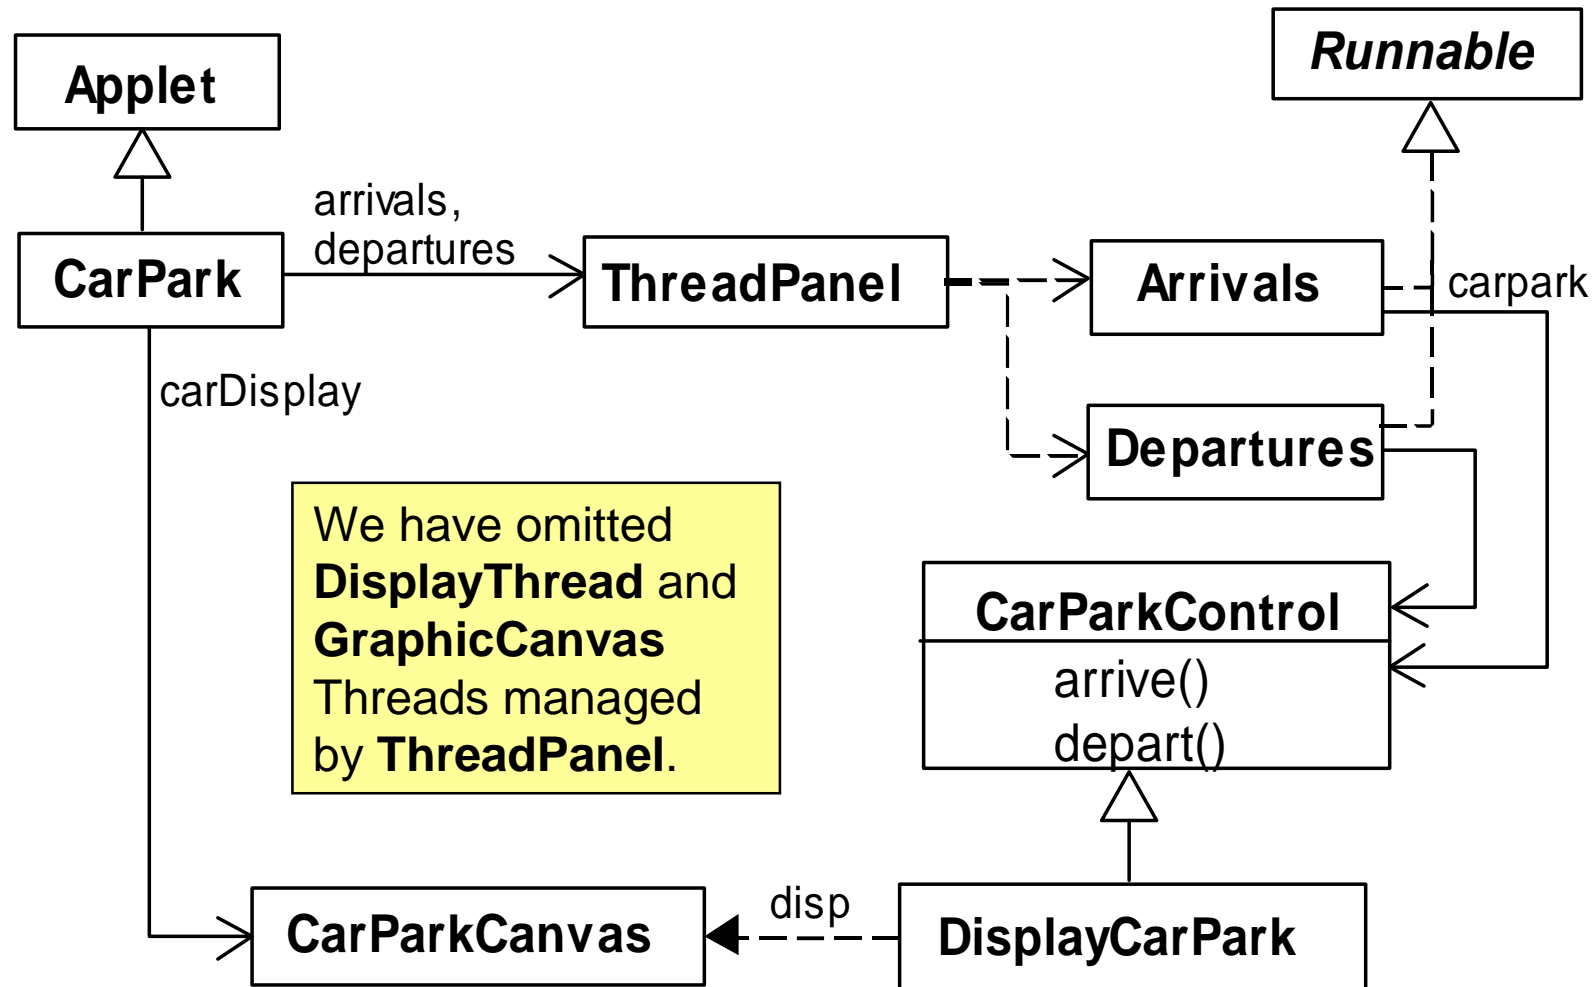 Applet
Runnable
arrivals,
departures
CarPark
ThreadPanel
Arrivals
carpark
carDisplay
Departures
We have omitted
DisplayThread and
GraphicCanvas
Threads managed
by ThreadPanel.
CarParkControl
arrive()
depart()
CarParkCanvas
disp
DisplayCarPark